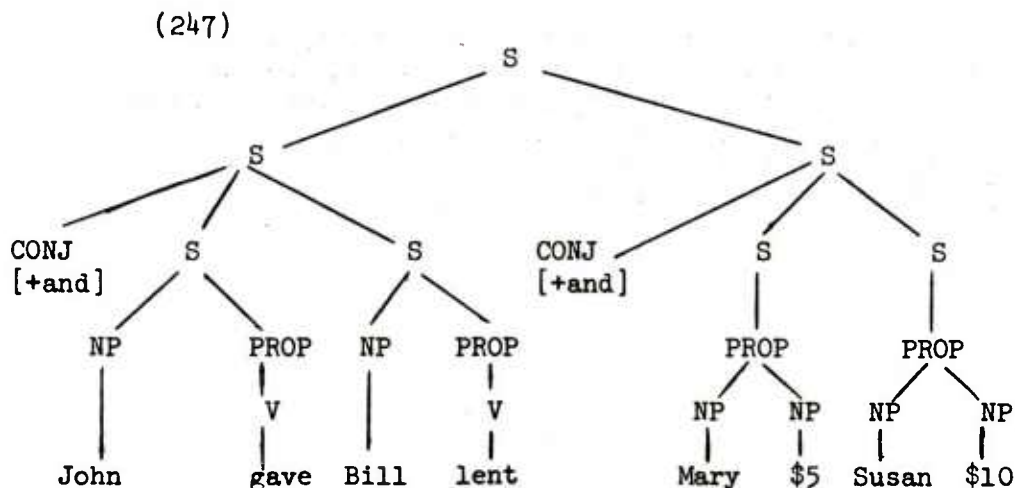 (247)
S
S S
CONJ S S CONJ S S
[+and] [+and]
NP PROP NP PROP PROP PROP
V V NP NP NP NP
John gave Bill lent Mary $5 Susan $10